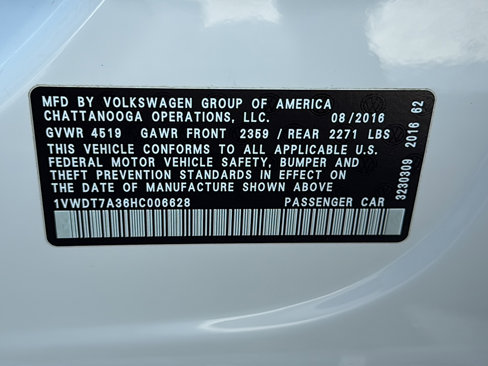 MFD BY VOLKSWAGEN GROUP OF AMERICA
CHATTANOOGA OPERATIONS, LLC. 08/2016
GVWR 4519 GAWR FRONT 2359 / REAR 2271 LBS
THIS VEHICLE CONFORMS TO ALL APPLICABLE U.S.
FEDERAL MOTOR VEHICLE SAFETY, BUMPER AND
THEFT PREVENTION STANDARDS IN EFFECT ON
THE DATE OF MANUFACTURE SHOWN ABOVE
1VWDT7A36HC006628 PASSENGER CAR
3230309 2016 62